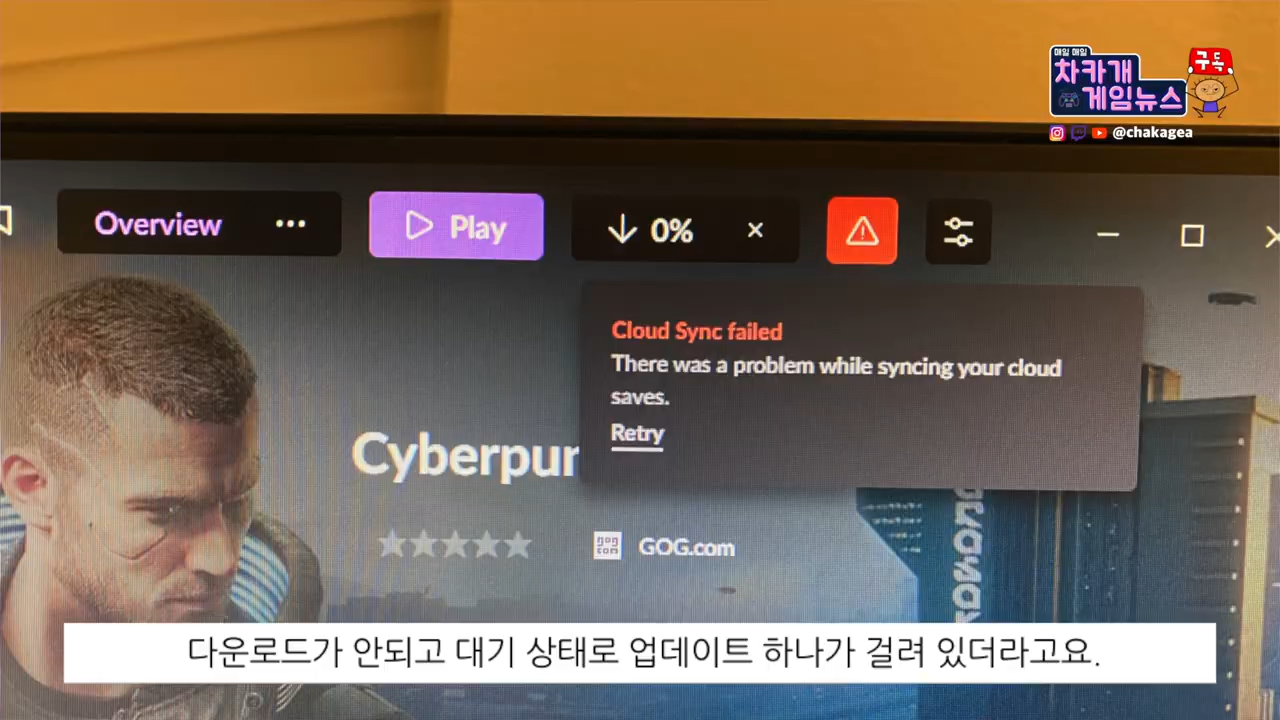 매일 매일
차카개
게임뉴스
구독
@chakagea
Overview
Play
0%
Cloud Sync failed
There was a problem while syncing your cloud
saves.
Retry
Cyberpun
gog
com
GOG.com
다운로드가 안되고 대기 상태로 업데이트 하나가 걸려 있더라고요.